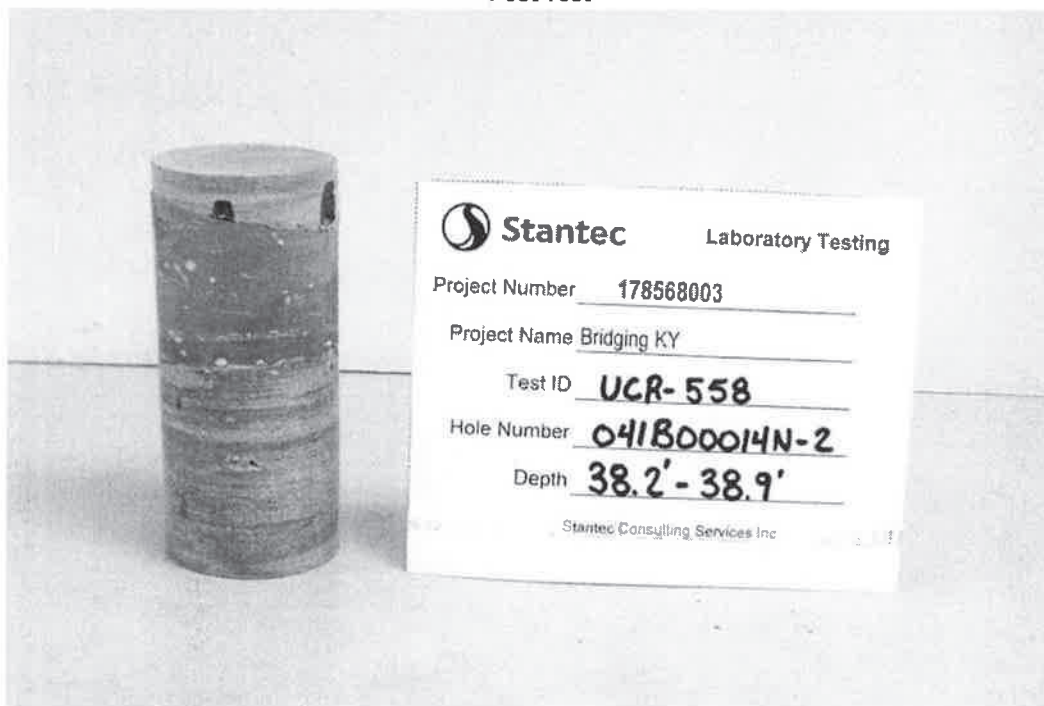 Stantec Laboratory Testing
Project Number 178568003
Project Name Bridging KY
Test ID UCR-558
Hole Number 041B00014N-2
Depth 38.2'-38.9'
Stantec Consulting Services Inc